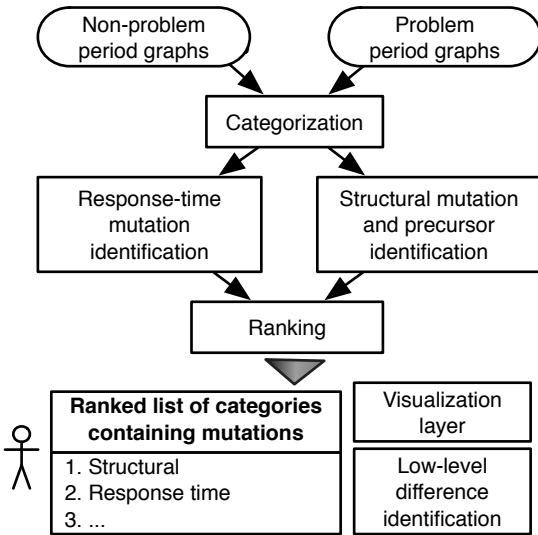 Non-problem
period graphs
Problem
period graphs
Categorization
Response-time
mutation
identification
Structural mutation
and precursor
identification
Ranking
Ranked list of categories
containing mutations
1. Structural
2. Response time
3. ...
Visualization
layer
Low-level
difference
identification